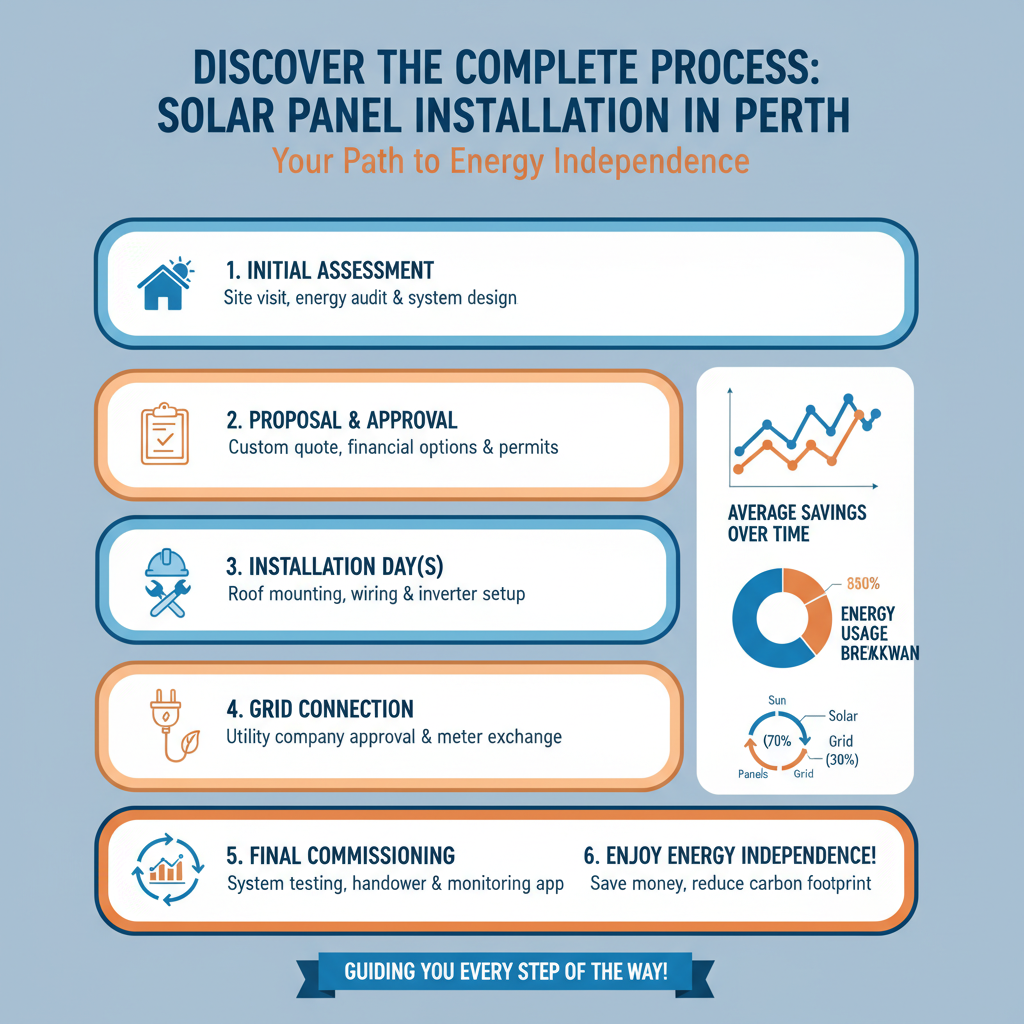 DISCOVER THE COMPLETE PROCESS:
SOLAR PANEL INSTALLATION IN PERTH
Your Path to Energy Independence
1. INITIAL ASSESSMENT
Site visit, energy audit & system design
2. PROPOSAL & APPROVAL
Custom quote, financial options & permits
3. INSTALLATION DAY(S)
Roof mounting, wiring & inverter setup
4. GRID CONNECTION
Utility company approval & meter exchange
AVERAGE SAVINGS
OVER TIME
850%
ENERGY
USAGE
Sun
Solar
(70%
Grid
(30%)
Panels
Grid
5. FINAL COMMISSIONING
System testing, handower & monitoring app
6. ENJOY ENERGY INDEPENDENCE!
Save money, reduce carbon footprint
GUIDING YOU EVERY STEP OF THE WAY!